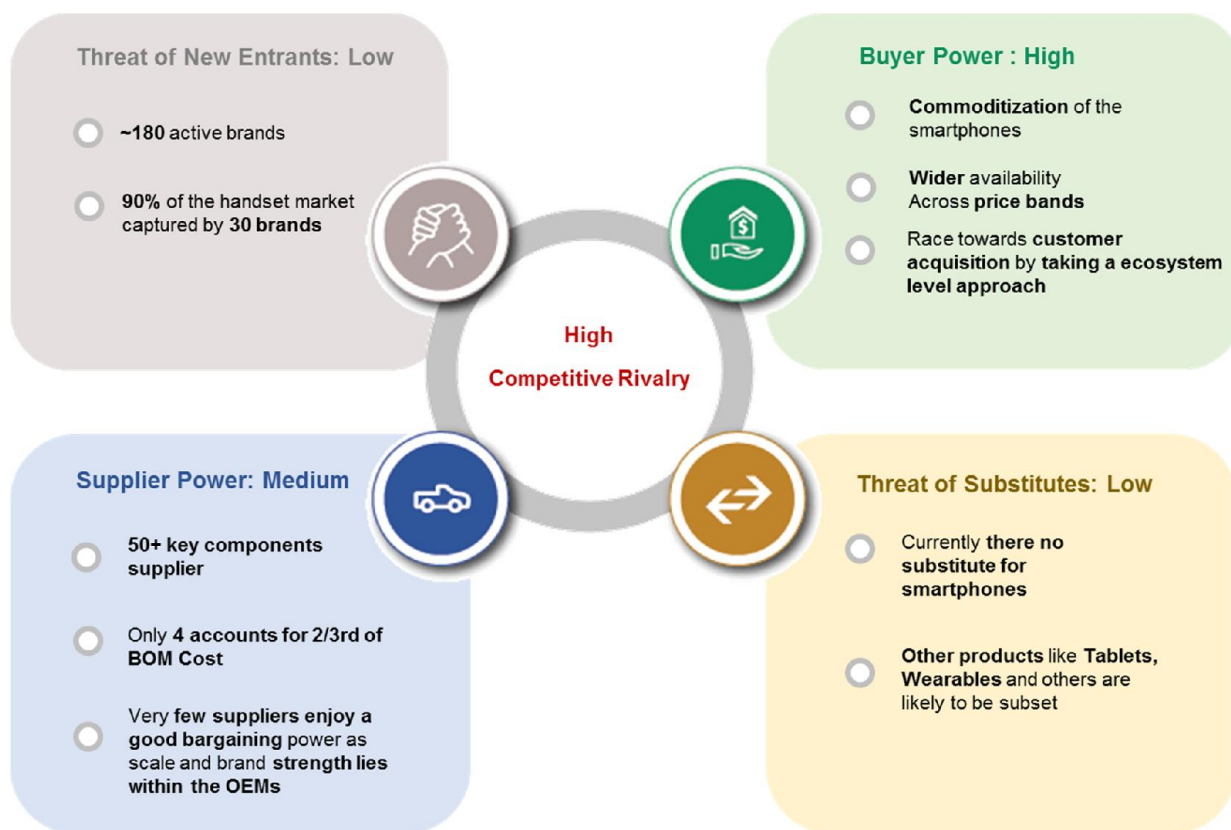 Threat of New Entrants: Low
~180 active brands
90% of the handset market
captured by 30 brands
Buyer Power : High
Commoditization of the
smartphones
Wider availability
Across price bands
Race towards customer
acquisition by taking a ecosystem
level approach
$
High
Competitive Rivalry
Supplier Power: Medium
50+ key components
supplier
Only 4 accounts for 2/3rd of
BOM Cost
Very few suppliers enjoy a
good bargaining power as
scale and brand strength lies
within the OEMs
Threat of Substitutes: Low
Currently there no
substitute for
smartphones
Other products like Tablets,
Wearables and others are
likely to be subset